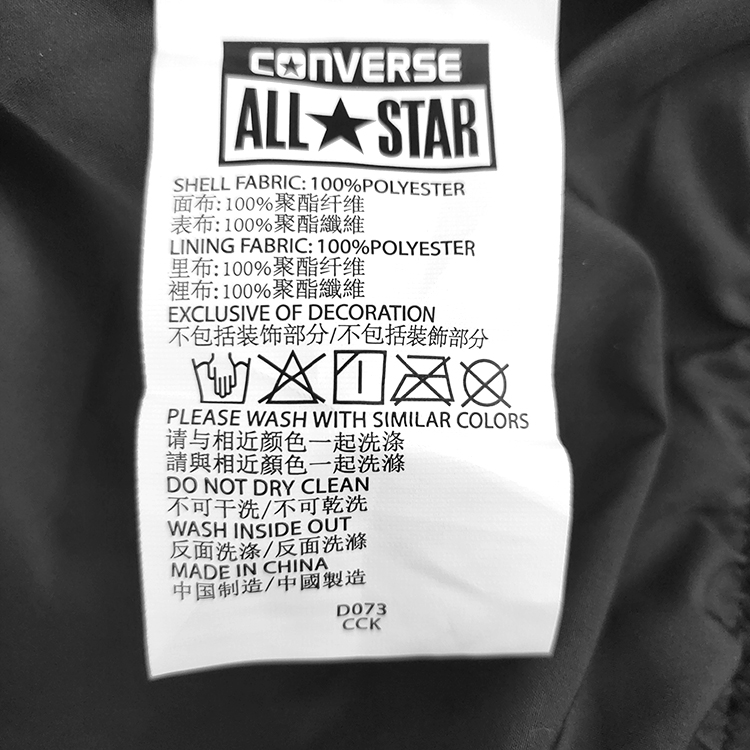 CONVERSE
ALL★STAR
SHELL FABRIC: 100%POLYESTER
面布:100%聚酯纤维
表布:100%聚酯纖維
LINING FABRIC: 100%POLYESTER
里布:100%聚酯纤维
裡布:100%聚酯纖維
EXCLUSIVE OF DECORATION
不包括装饰部分/不包括裝飾部分
PLEASE WASH WITH SIMILAR COLORS
请与相近颜色一起洗涤
請與相近顏色一起洗滌
DO NOT DRY CLEAN
不可干洗/不可乾洗
WASH INSIDE OUT
反面洗涤/反面洗滌
MADE IN CHINA
中国制造/中國製造
D073
CCK